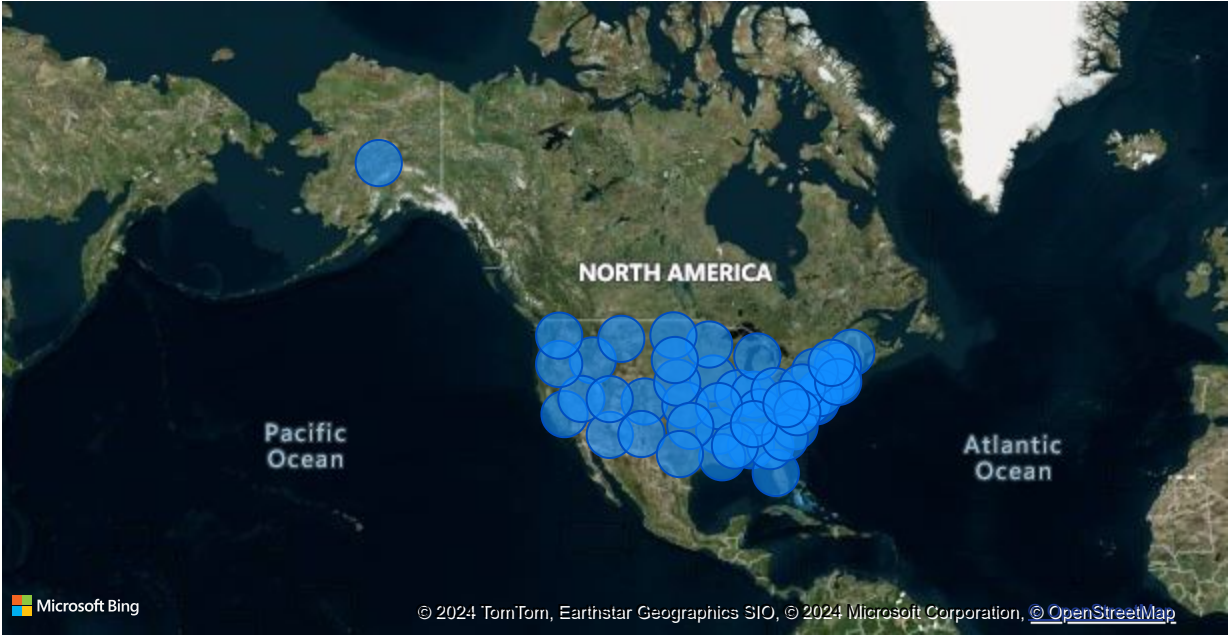 NORTH AMERICA
Pacific
Ocean
Atlantic
Ocean
Microsoft Bing
© 2024 TomTom, Earthstar Geographics SIO, © 2024 Microsoft Corporation, © OpenStreetMap